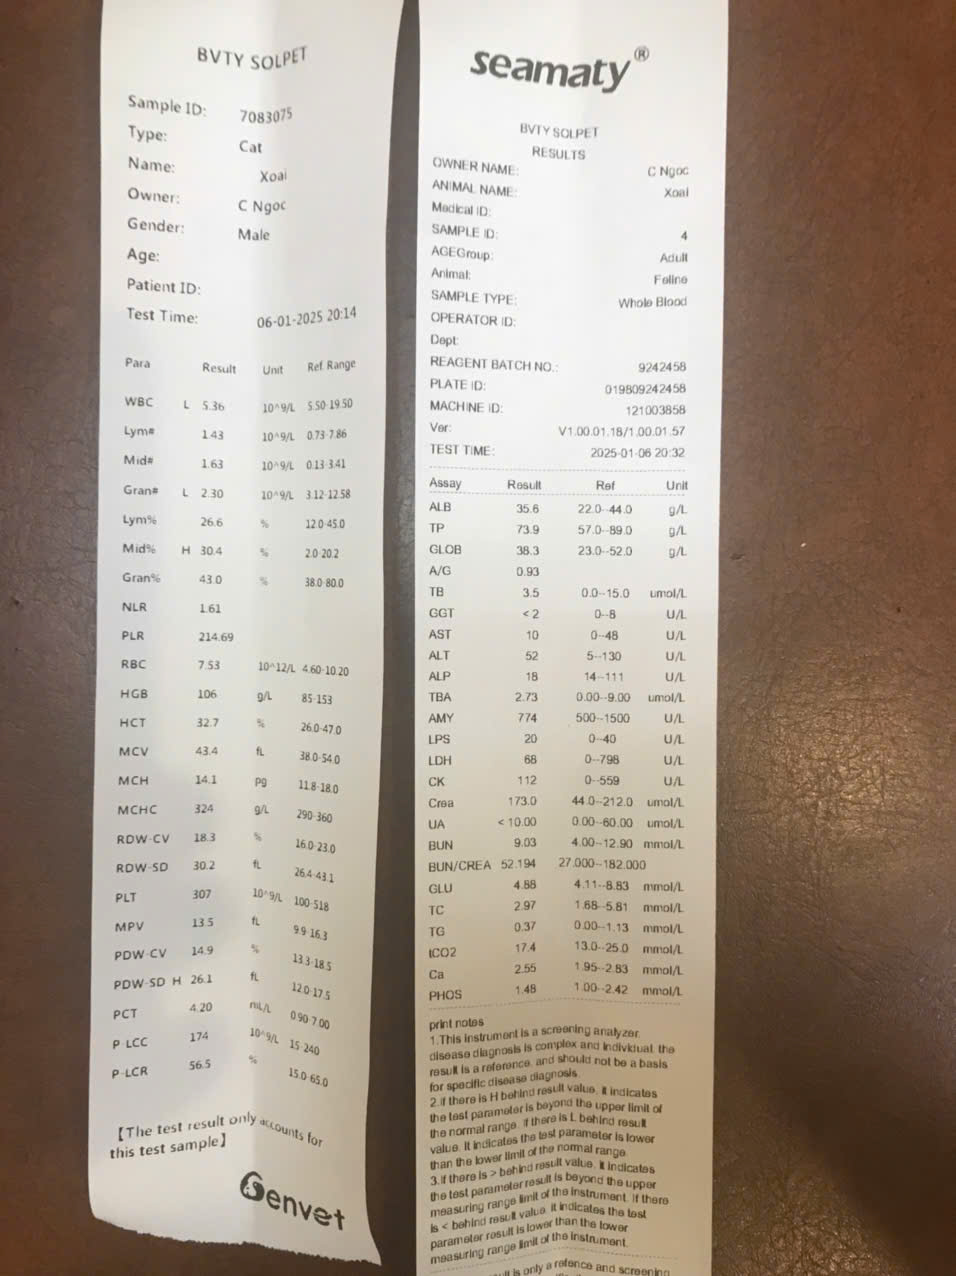 BVTY SOLPET
Sample ID: 7083075
Type: Cat
Name: Xoai
Owner: C Ngoc
Gender: Male
Age:
Patient ID:
Test Time: 06-01-2025 20:14
Para Result Unit Ref. Range
WBC L 5.36 10^9/L 5.50-19.50
Lym# 1.43 10^9/L 0.73-7.86
Mid# 1.63 10^9/L 0.13-3.41
Gran# L 2.30 10^9/L 3.12-12.58
Lym% 26.6 % 12.0-45.0
Mid% H 30.4 % 2.0-20.2
Gran% 43.0 % 38.0-80.0
NLR 1.61
PLR 214.69
RBC 7.53 10^12/L 4.60-10.20
HGB 106 g/L 85-153
HCT 32.7 % 26.0-47.0
MCV 43.4 fL 38.0-54.0
MCH 14.1 pg 11.8-18.0
MCHC 324 g/L 290-360
RDW-CV 18.3 % 16.0-23.0
RDW-SD 30.2 fL 26.4-43.1
PLT 307 10^9/L 100-518
MPV 13.5 fL 9.9-16.3
PDW-CV 14.9 % 13.3-18.5
PDW-SD H 26.1 fL 12.0-17.5
PCT 4.20 mL/L 0.90-7.00
P-LCC 174 10^9/L 15-240
P-LCR 56.5 % 15.0-65.0
【The test result only accounts for
this test sample】
Genvet
seamaty®
BVTY SOLPET
RESULTS
OWNER NAME: C Ngoc
ANIMAL NAME: Xoai
Medical ID:
SAMPLE ID: 4
AGEGroup: Adult
Animal: Feline
SAMPLE TYPE: Whole Blood
OPERATOR ID:
Dept:
REAGENT BATCH NO.: 9242458
PLATE ID: 019809242458
MACHINE ID: 121003858
Ver: V1.00.01.18/1.00.01.57
TEST TIME: 2025-01-06 20:32
Assay Result Ref Unit
ALB 35.6 22.0--44.0 g/L
TP 73.9 57.0--89.0 g/L
GLOB 38.3 23.0--52.0 g/L
A/G 0.93
TB 3.5 0.0--15.0 umol/L
GGT < 2 0--8 U/L
AST 10 0--48 U/L
ALT 52 5--130 U/L
ALP 18 14--111 U/L
TBA 2.73 0.00--9.00 umol/L
AMY 774 500--1500 U/L
LPS 20 0--40 U/L
LDH 68 0--798 U/L
CK 112 0--559 U/L
Crea 173.0 44.0--212.0 umol/L
UA < 10.00 0.00--60.00 umol/L
BUN 9.03 4.00--12.90 mmol/L
BUN/CREA 52.194 27.000--182.000
GLU 4.88 4.11--8.83 mmol/L
TC 2.97 1.68--5.81 mmol/L
TG 0.37 0.00--1.13 mmol/L
tCO2 17.4 13.0--25.0 mmol/L
Ca 2.55 1.95--2.83 mmol/L
PHOS 1.48 1.00--2.42 mmol/L
print notes
1.This instrument is a screening analyzer.
disease diagnosis is complex and individual. the
result is a reference. and should not be a basis
for specific disease diagnosis.
2.if there is H behind result value, it indicates
the test parameter is beyond the upper limit of
the normal range. if there is L behind result
value. It indicates the test parameter is lower
than the lower limit of the normal range.
3.if there is > behind result value, it indicates
the test parameter result is beyond the upper
measuring range limit of the instrument. If there
is < behind result value. it indicates the test
parameter result is lower than the lower
measuring range limit of the instrument.
is only a refence and screening